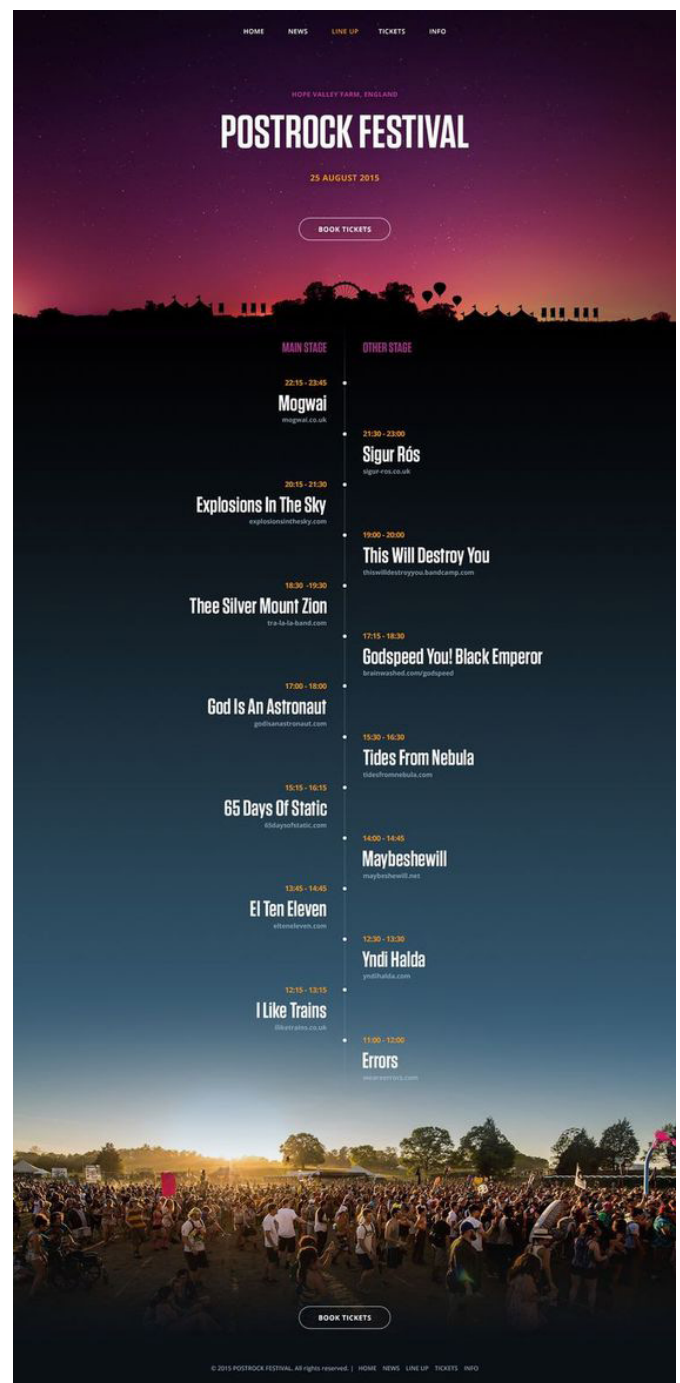 HOME NEWS LINE UP TICKETS INFO
HOPE VALLEY FARM, ENGLAND
POSTROCK FESTIVAL
25 AUGUST 2015
BOOK TICKETS
MAIN STAGE OTHER STAGE
22:15 - 23:45
Mogwai
mogwai.co.uk
21:30 - 23:00
Sigur Rós
sigur-ros.co.uk
20:15 - 21:30
Explosions In The Sky
explosionsinthesky.com
19:00 - 20:00
This Will Destroy You
thiswilldestroyyou.bandcamp.com
18:30 -19:30
Thee Silver Mount Zion
tra-la-la-band.com
17:15 - 18:30
Godspeed You! Black Emperor
brainwashed.com/godspeed
17:00 - 18:00
God Is An Astronaut
godisanastronaut.com
15:30 - 16:30
Tides From Nebula
tidesfromnebula.com
15:15 - 16:15
65 Days Of Static
65daysofstatic.com
14:00 - 14:45
Maybeshewill
maybeshewill.net
13:45 - 14:45
El Ten Eleven
elteneleven.com
12:30 - 13:30
Yndi Halda
yndihalda.com
12:15 - 13:15
I Like Trains
iliketrains.co.uk
11:00 - 12:00
Errors
weareerrors.com
BOOK TICKETS
© 2015 POSTROCK FESTIVAL. All rights reserved. | HOME NEWS LINE UP TICKETS INFO